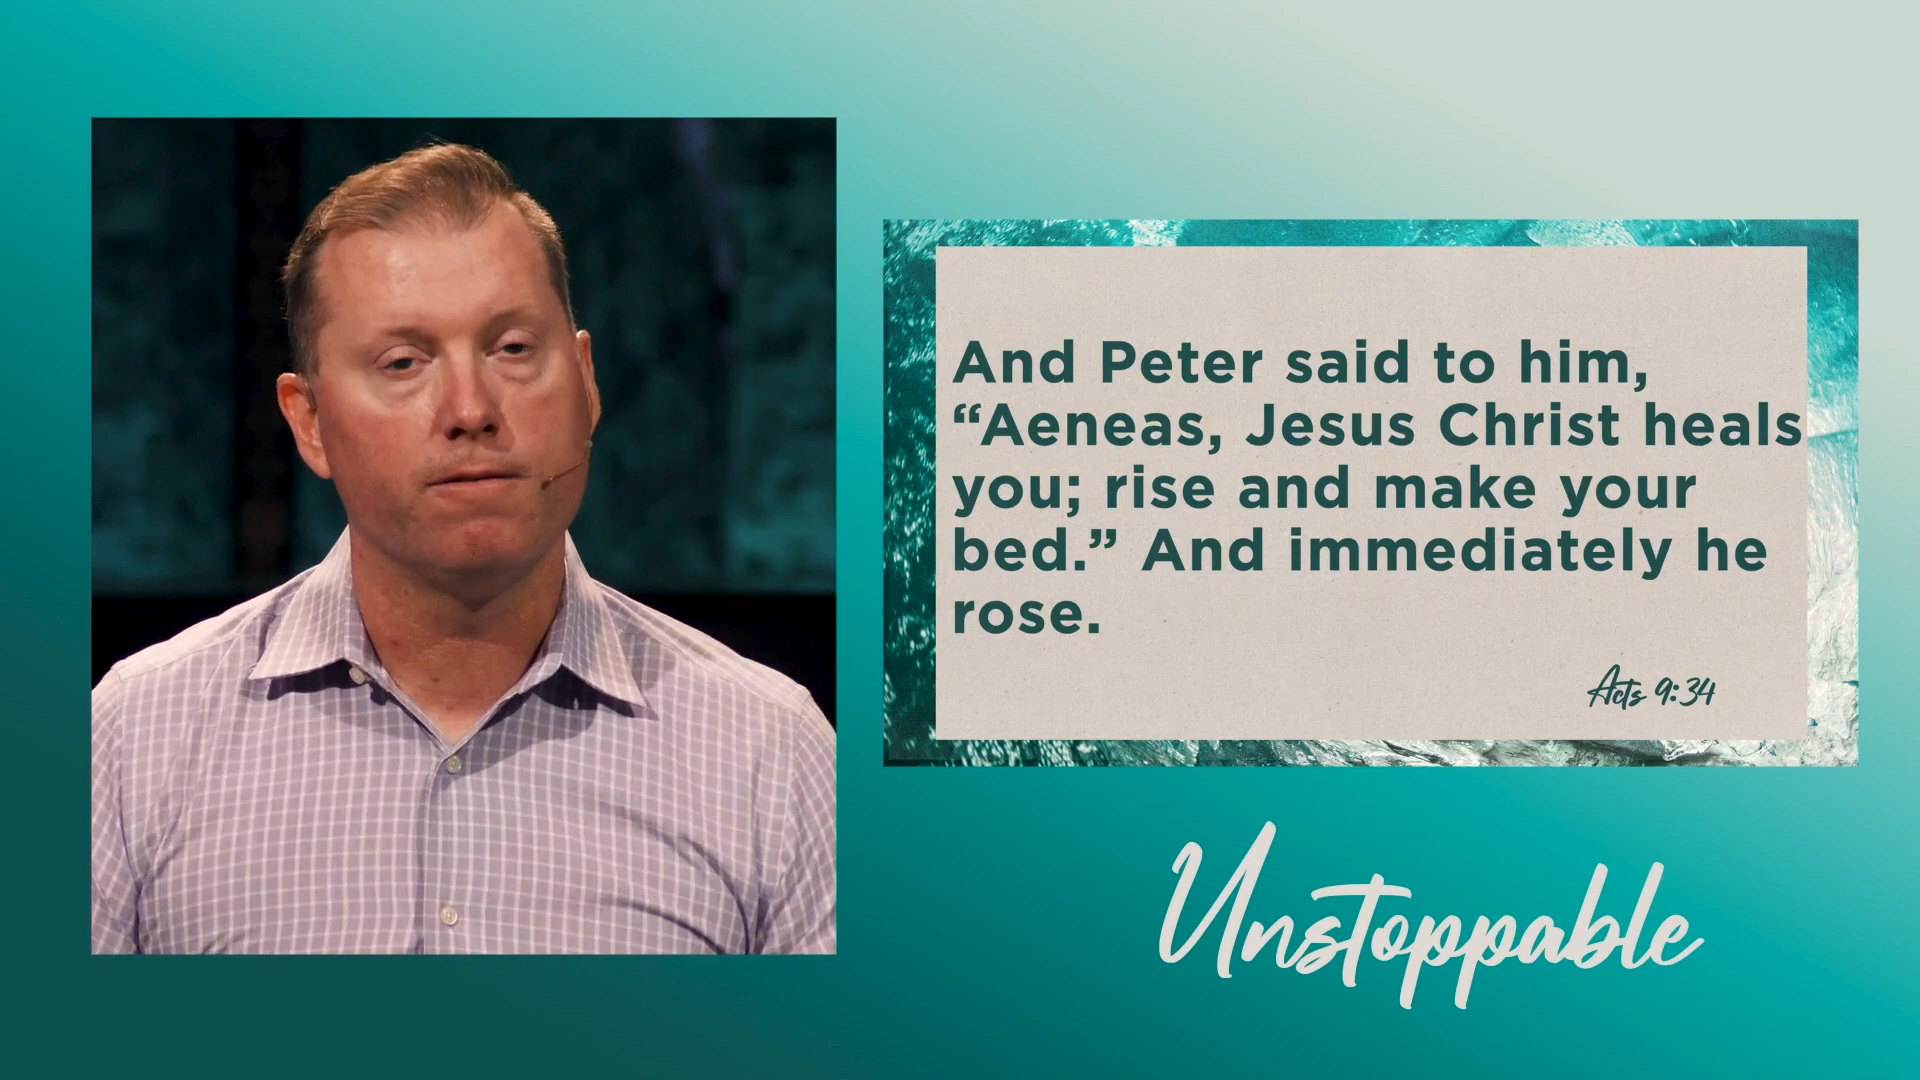 And Peter said to him,
“Aeneas, Jesus Christ heals
you; rise and make your
bed.” And immediately he
rose.
Acts 9:34
Unstoppable